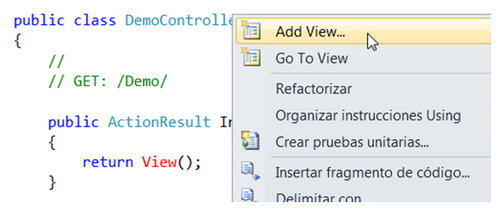 public class DemoControlle
{
//
// GET: /Demo/
public ActionResult In
{
return View();
}
Add View...
Go To View
Refactorizar
Organizar instrucciones Using
Crear pruebas unitarias...
Insertar fragmento de código...
Delimitar con